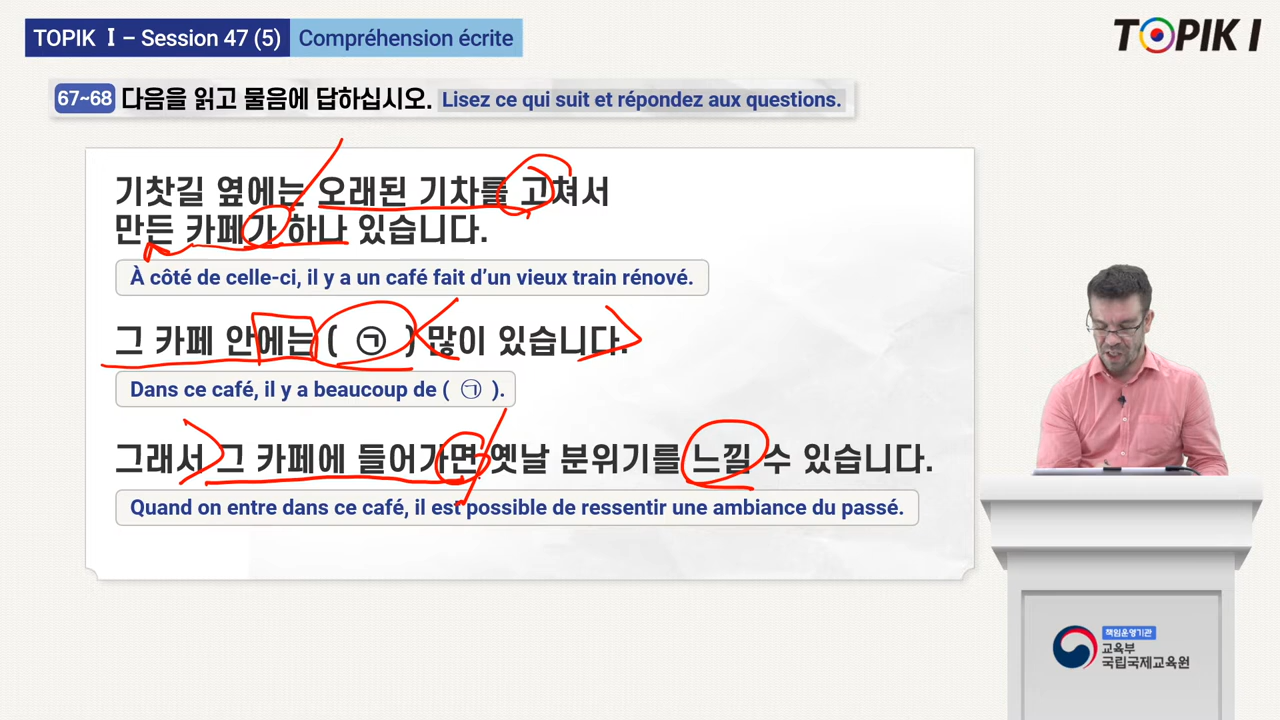 TOPIK Ⅰ – Session 47 (5) Compréhension écrite
TOPIK I
67~68 다음을 읽고 물음에 답하십시오. Lisez ce qui suit et répondez aux questions.
기찻길 옆에는 오래된 기차를 고쳐서
만든 카페가 하나 있습니다.
À côté de celle-ci, il y a un café fait d’un vieux train rénové.
그 카페 안에는 ( ㉠ ) 많이 있습니다.
Dans ce café, il y a beaucoup de ( ㉠ ).
그래서 그 카페에 들어가면 옛날 분위기를 느낄 수 있습니다.
Quand on entre dans ce café, il est possible de ressentir une ambiance du passé.
책임운영기관
교육부
국립국제교육원